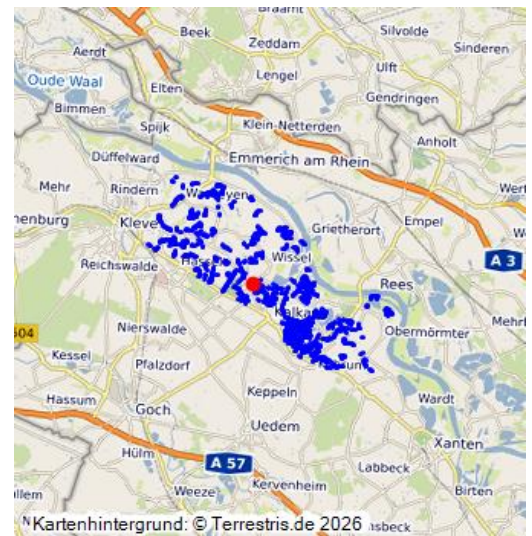 Braamt
Beek
Silvolde
Aerdt
Zeddam
Sinderen
Lengel
Ulft
Oude Waal
Elten
Gendringen
Bimmen
Klein-Netterden
Spijk
Anholt
Düffelward
Emmerich am Rhein
Mehr
Rindern
Empel
Grietherort
Kleve
Wissel
A 3
Reichswalde
Rees
Nierswalde
Obermörmter
Kessel
Pfalzdorf
Keppeln
Wardt
Hassum
Goch
Uedem
Xanten
Hülm
A 57
Labbeck
Weeze
Kervenheim
Birten
Kartenhintergrund: © Terrestris.de 2026